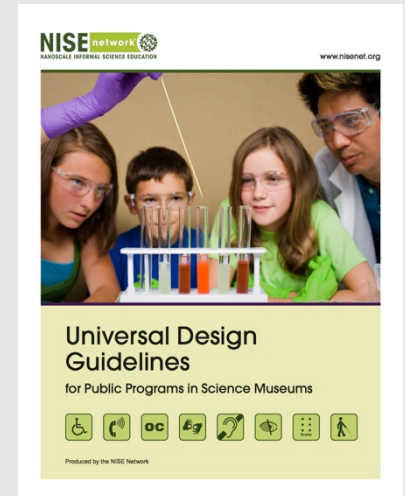 NISE network
NANOSCALE INFORMAL SCIENCE EDUCATION
www.nisenet.org
Universal Design
Guidelines
for Public Programs in Science Museums
OC
Produced by the NISE Network